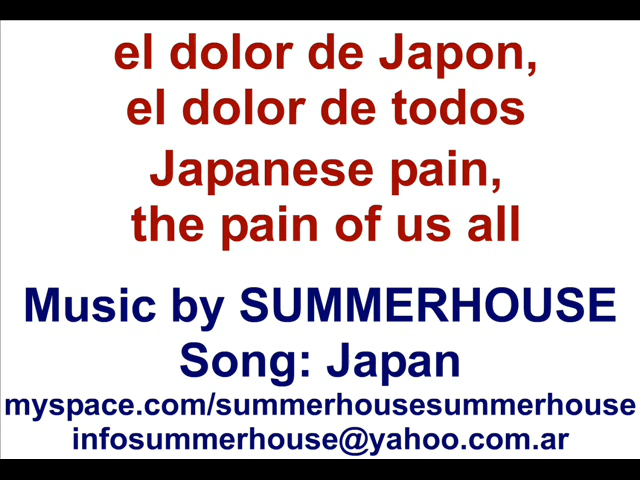 el dolor de Japon,
el dolor de todos
Japanese pain,
the pain of us all
Music by SUMMERHOUSE
Song: Japan
myspace.com/summerhousesummerhouse
infosummerhouse@yahoo.com.ar